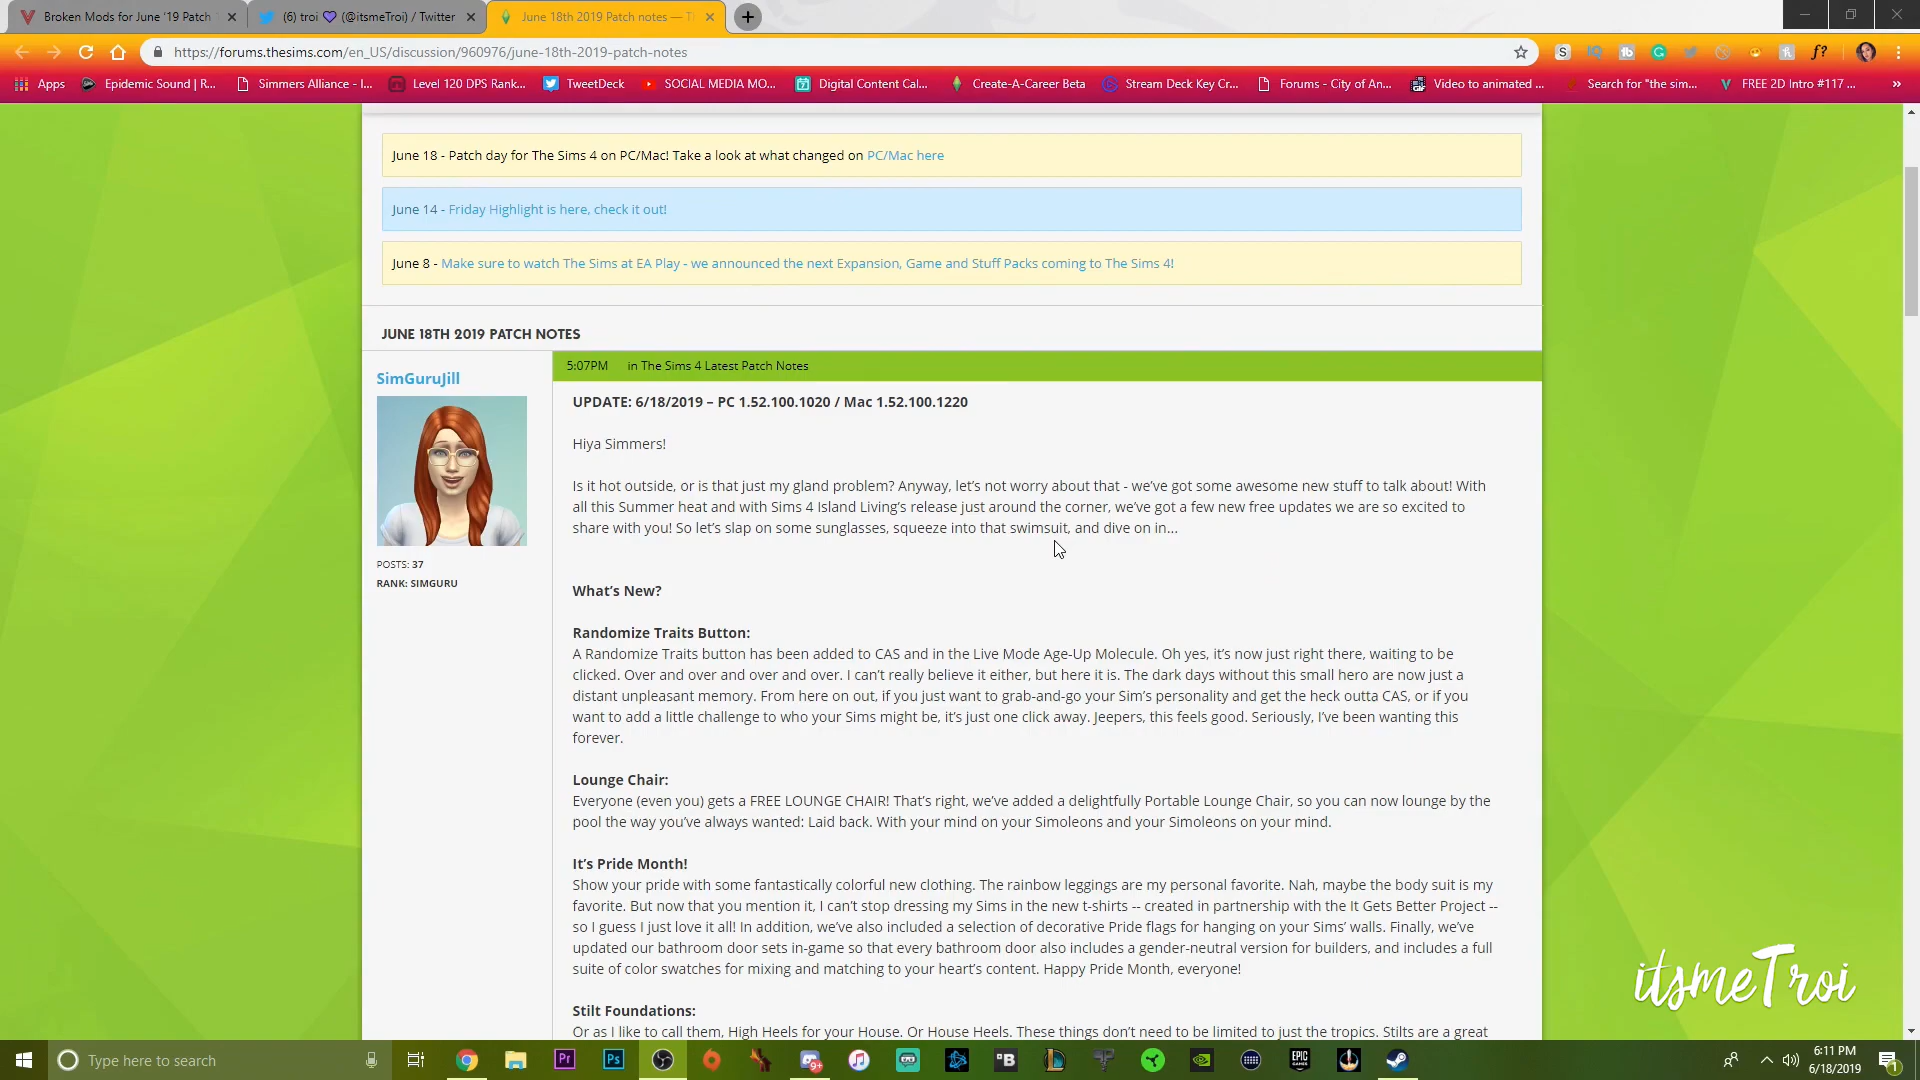 Broken Mods for June '19 Patch
(6) troi 💜 (@itsmeTroi) / Twitter
June 18th 2019 Patch notes — T
https://forums.thesims.com/en_US/discussion/960976/june-18th-2019-patch-notes
Apps
Epidemic Sound | R...
Simmers Alliance - I...
Level 120 DPS Rank...
TweetDeck
SOCIAL MEDIA MO...
Digital Content Cal...
Create-A-Career Beta
Stream Deck Key Cr...
Forums - City of An...
Video to animated ...
Search for "the sim...
FREE 2D Intro #117 ...
June 18 - Patch day for The Sims 4 on PC/Mac! Take a look at what changed on PC/Mac here
June 14 - Friday Highlight is here, check it out!
June 8 - Make sure to watch The Sims at EA Play - we announced the next Expansion, Game and Stuff Packs coming to The Sims 4!
JUNE 18TH 2019 PATCH NOTES
SimGuruJill
POSTS: 37
RANK: SIMGURU
5:07PM in The Sims 4 Latest Patch Notes
UPDATE: 6/18/2019 – PC 1.52.100.1020 / Mac 1.52.100.1220
Hiya Simmers!
Is it hot outside, or is that just my gland problem? Anyway, let's not worry about that - we've got some awesome new stuff to talk about! With
all this Summer heat and with Sims 4 Island Living's release just around the corner, we've got a few new free updates we are so excited to
share with you! So let's slap on some sunglasses, squeeze into that swimsuit, and dive on in...
What's New?
Randomize Traits Button:
A Randomize Traits button has been added to CAS and in the Live Mode Age-Up Molecule. Oh yes, it's now just right there, waiting to be
clicked. Over and over and over and over. I can't really believe it either, but here it is. The dark days without this small hero are now just a
distant unpleasant memory. From here on out, if you just want to grab-and-go your Sim's personality and get the heck outta CAS, or if you
want to add a little challenge to who your Sims might be, it's just one click away. Jeepers, this feels good. Seriously, I've been wanting this
forever.
Lounge Chair:
Everyone (even you) gets a FREE LOUNGE CHAIR! That's right, we've added a delightfully Portable Lounge Chair, so you can now lounge by the
pool the way you've always wanted: Laid back. With your mind on your Simoleons and your Simoleons on your mind.
It's Pride Month!
Show your pride with some fantastically colorful new clothing. The rainbow leggings are my personal favorite. Nah, maybe the body suit is my
favorite. But now that you mention it, I can't stop dressing my Sims in the new t-shirts -- created in partnership with the It Gets Better Project --
so I guess I just love it all! In addition, we've also included a selection of decorative Pride flags for hanging on your Sims' walls. Finally, we've
updated our bathroom door sets in-game so that every bathroom door also includes a gender-neutral version for builders, and includes a full
suite of color swatches for mixing and matching to your heart's content. Happy Pride Month, everyone!
Stilt Foundations:
Or as I like to call them, High Heels for your House. Or House Heels. These things don't need to be limited to just the tropics. Stilts are a great
itsmeTroi
Type here to search
6:11 PM
6/18/2019